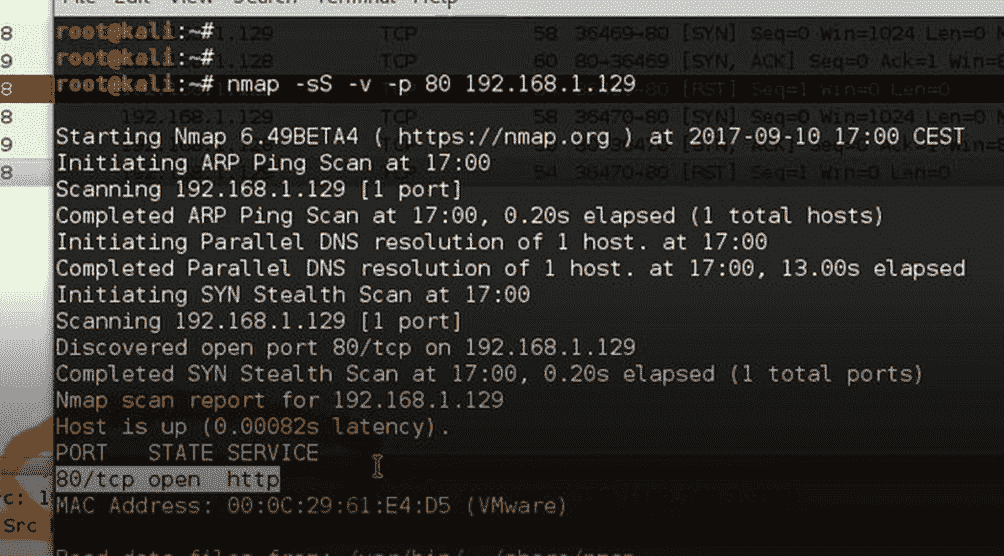 root@kali:~#
root@kali:~#
root@kali:~# nmap -sS -v -p 80 192.168.1.129
Starting Nmap 6.49BETA4 ( https://nmap.org ) at 2017-09-10 17:00 CEST
Initiating ARP Ping Scan at 17:00
Scanning 192.168.1.129 [1 port]
Completed ARP Ping Scan at 17:00, 0.20s elapsed (1 total hosts)
Initiating Parallel DNS resolution of 1 host. at 17:00
Completed Parallel DNS resolution of 1 host. at 17:00, 13.00s elapsed
Initiating SYN Stealth Scan at 17:00
Scanning 192.168.1.129 [1 port]
Discovered open port 80/tcp on 192.168.1.129
Completed SYN Stealth Scan at 17:00, 0.20s elapsed (1 total ports)
Nmap scan report for 192.168.1.129
Host is up (0.00082s latency).
PORT STATE SERVICE
80/tcp open http
MAC Address: 00:0C:29:61:E4:D5 (VMware)
Src